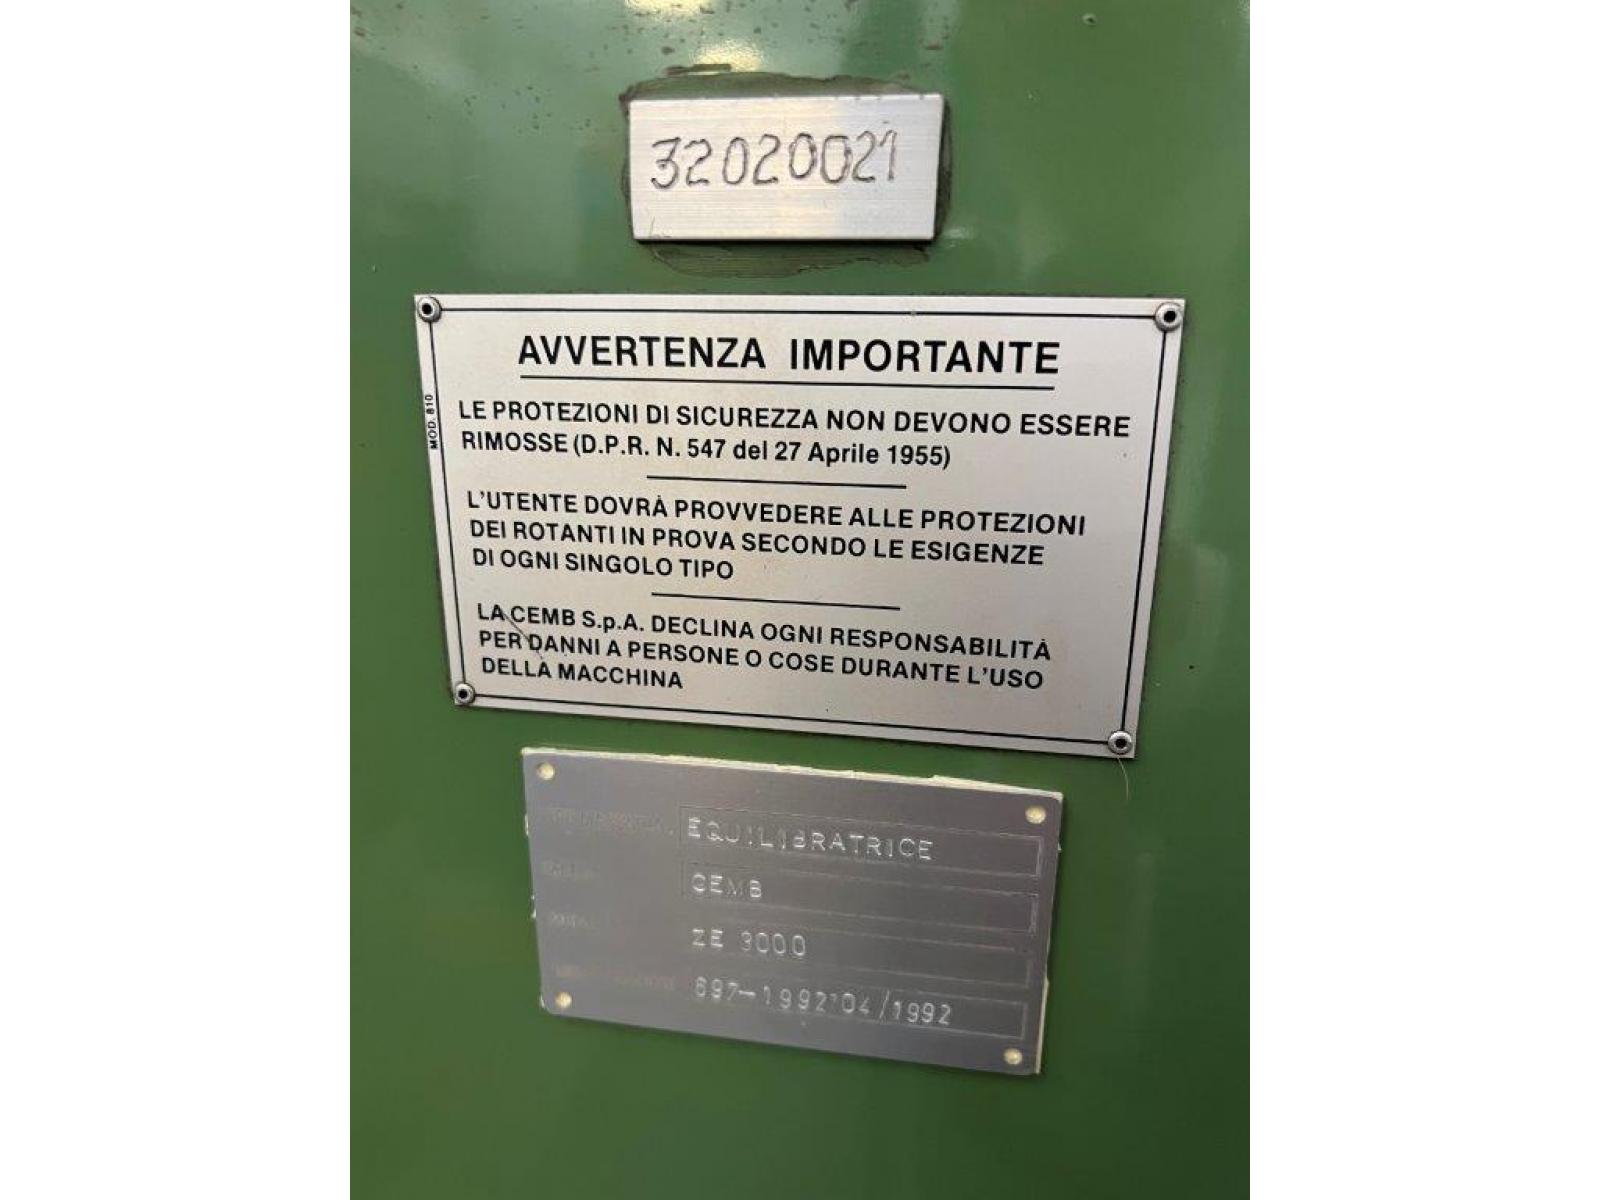 32020021
AVVERTENZA IMPORTANTE
MOD. 810
LE PROTEZIONI DI SICUREZZA NON DEVONO ESSERE
RIMOSSE (D.P.R. N. 547 del 27 Aprile 1955)
L'UTENTE DOVRÀ PROVVEDERE ALLE PROTEZIONI
DEI ROTANTI IN PROVA SECONDO LE ESIGENZE
DI OGNI SINGOLO TIPO
LA CEMB S.p.A. DECLINA OGNI RESPONSABILITÀ
PER DANNI A PERSONE O COSE DURANTE L'USO
DELLA MACCHINA
EQUILIBRATRICE
CEMB
ZE 3000
697-1992 04/1992